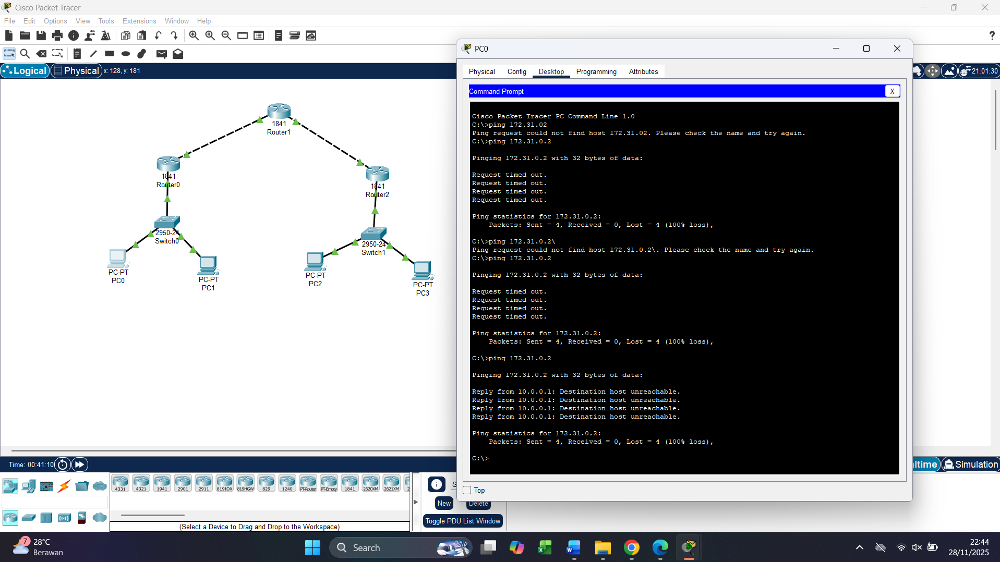 Cisco Packet Tracer
File Edit Options View Tools Extensions Window Help
?
Logical Physical x: 128, y: 181
21:01:30
1841
Router1
1841
Router0
1841
Router2
2950-24
Switch0
2950-24
Switch1
PC-PT
PC0
PC-PT
PC1
PC-PT
PC2
PC-PT
PC3
PC0
Physical Config Desktop Programming Attributes
Command Prompt
X
Cisco Packet Tracer PC Command Line 1.0
C:\>ping 172.31.02
Ping request could not find host 172.31.02. Please check the name and try again.
C:\>ping 172.31.0.2
Pinging 172.31.0.2 with 32 bytes of data:
Request timed out.
Request timed out.
Request timed out.
Request timed out.
Ping statistics for 172.31.0.2:
Packets: Sent = 4, Received = 0, Lost = 4 (100% loss),
C:\>ping 172.31.0.2\
Ping request could not find host 172.31.0.2\. Please check the name and try again.
C:\>ping 172.31.0.2
Pinging 172.31.0.2 with 32 bytes of data:
Request timed out.
Request timed out.
Request timed out.
Request timed out.
Ping statistics for 172.31.0.2:
Packets: Sent = 4, Received = 0, Lost = 4 (100% loss),
C:\>ping 172.31.0.2
Pinging 172.31.0.2 with 32 bytes of data:
Reply from 10.0.0.1: Destination host unreachable.
Reply from 10.0.0.1: Destination host unreachable.
Reply from 10.0.0.1: Destination host unreachable.
Reply from 10.0.0.1: Destination host unreachable.
Ping statistics for 172.31.0.2:
Packets: Sent = 4, Received = 0, Lost = 4 (100% loss),
C:\>
Top
Time: 00:41:10
ltime Simulation
4331 4321 1941 2901 2911 819IOX 819HGW 829 1240 PT-Router PT-Empty 1841 2620XM 2621XM 2
S
New Delete
Toggle PDU List Window
(Select a Device to Drag and Drop to the Workspace)
7
28°C
Berawan
Search
22:44
28/11/2025